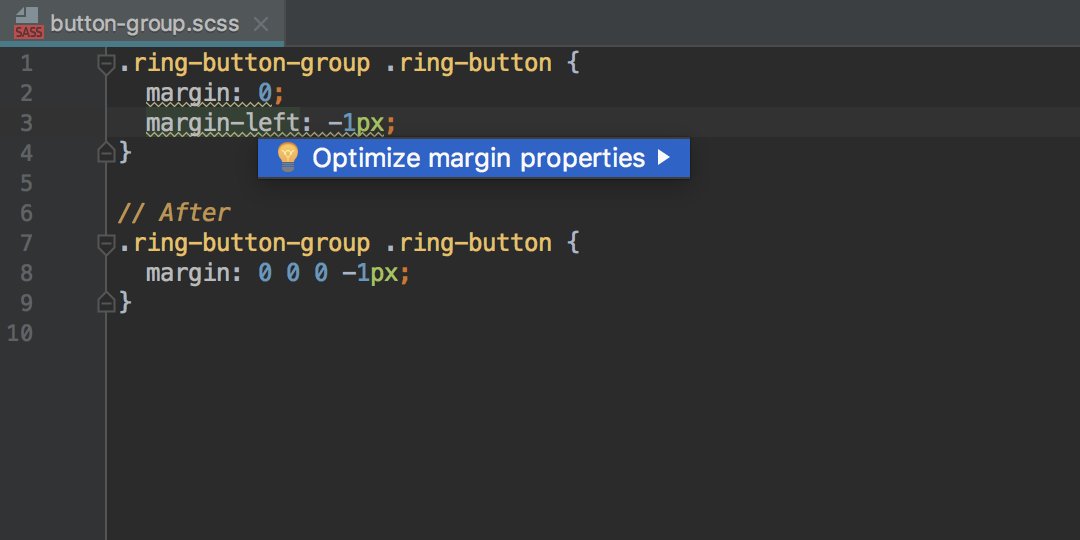 SASS button-group.scss
1 .ring-button-group .ring-button {
2 margin: 0;
3 margin-left: -1px;
Optimize margin properties
4 }
5
6 // After
7 .ring-button-group .ring-button {
8 margin: 0 0 0 -1px;
9 }
10